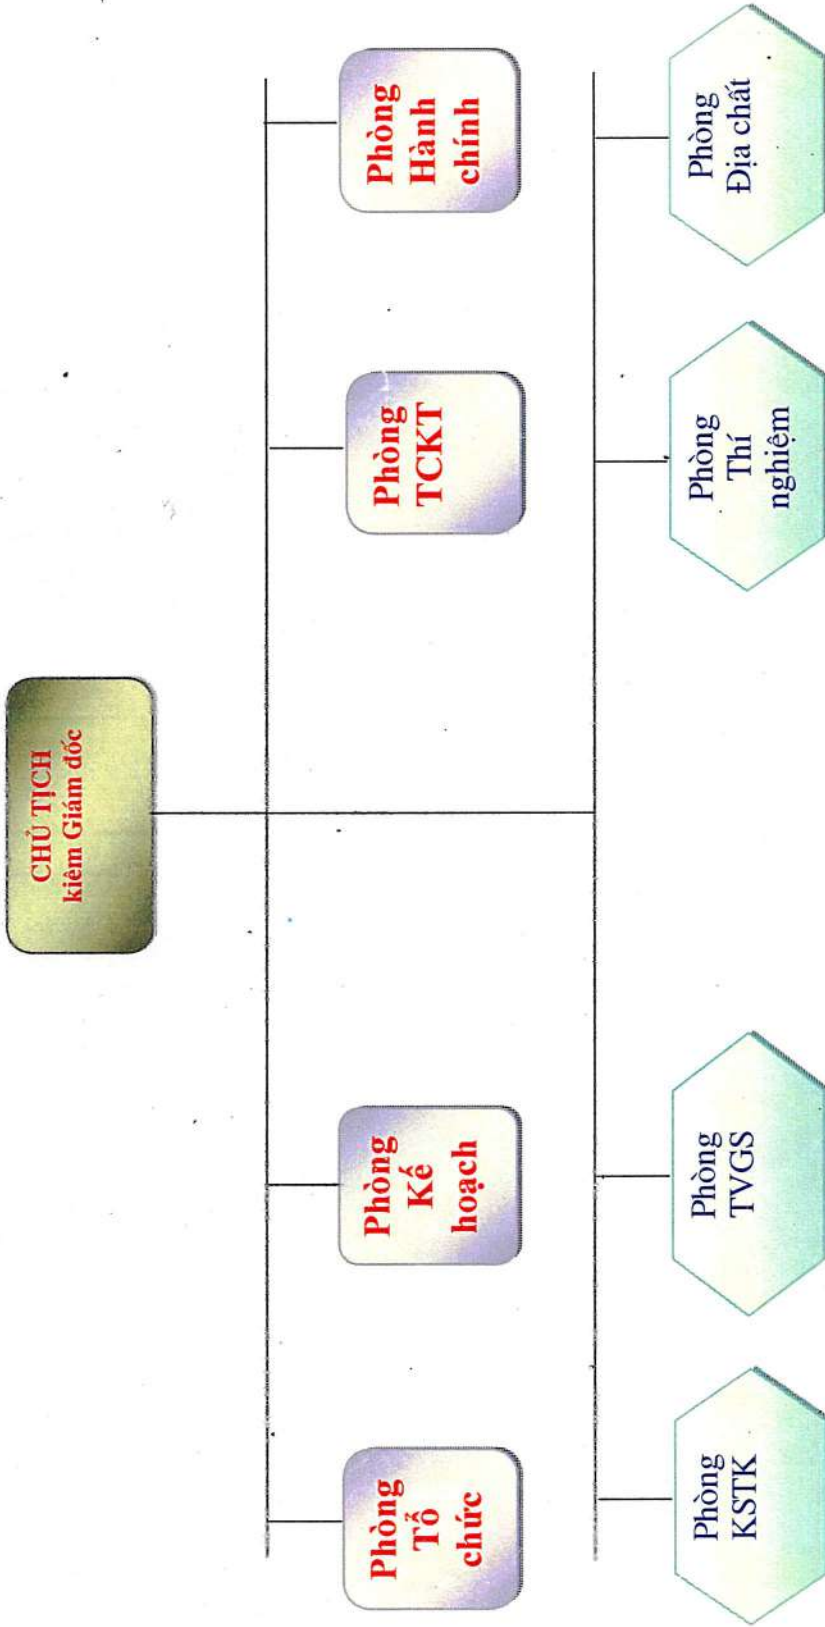 CHỦ TỊCH
kiêm Giám đốc
Phòng
Tổ
chức
Phòng
Kế
hoạch
Phòng
TCKT
Phòng
Hành
chính
Phòng
KSTK
Phòng
TVGS
Phòng
Thí
nghiệm
Phòng
Địa chất